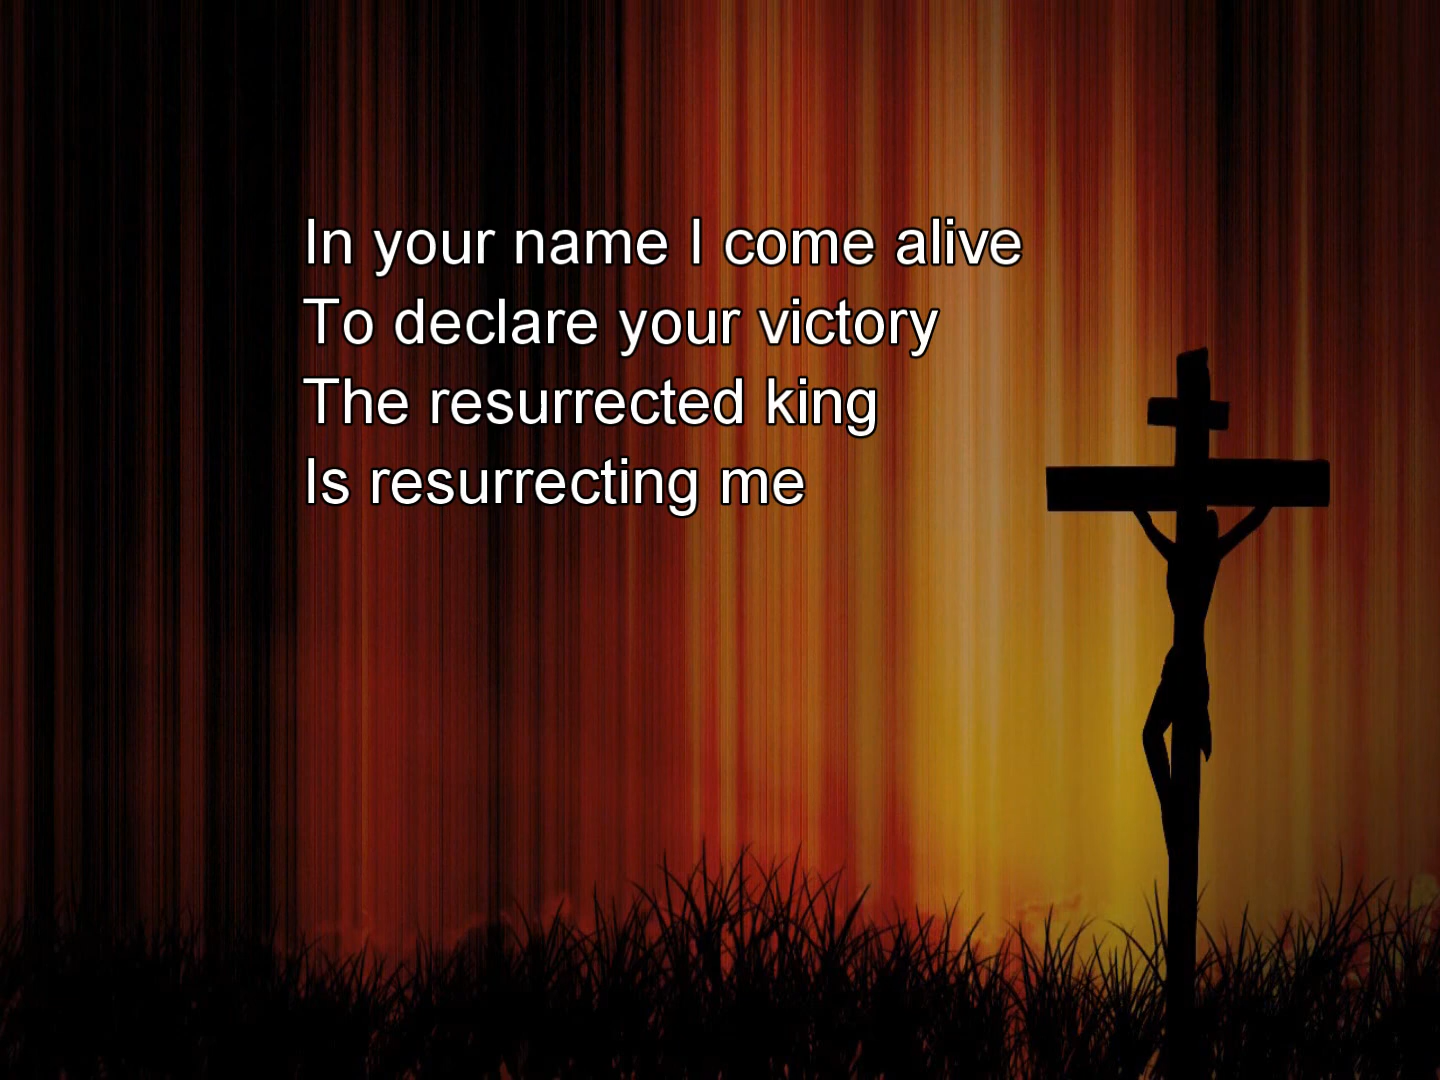 In your name I come alive
To declare your victory
The resurrected king
Is resurrecting me